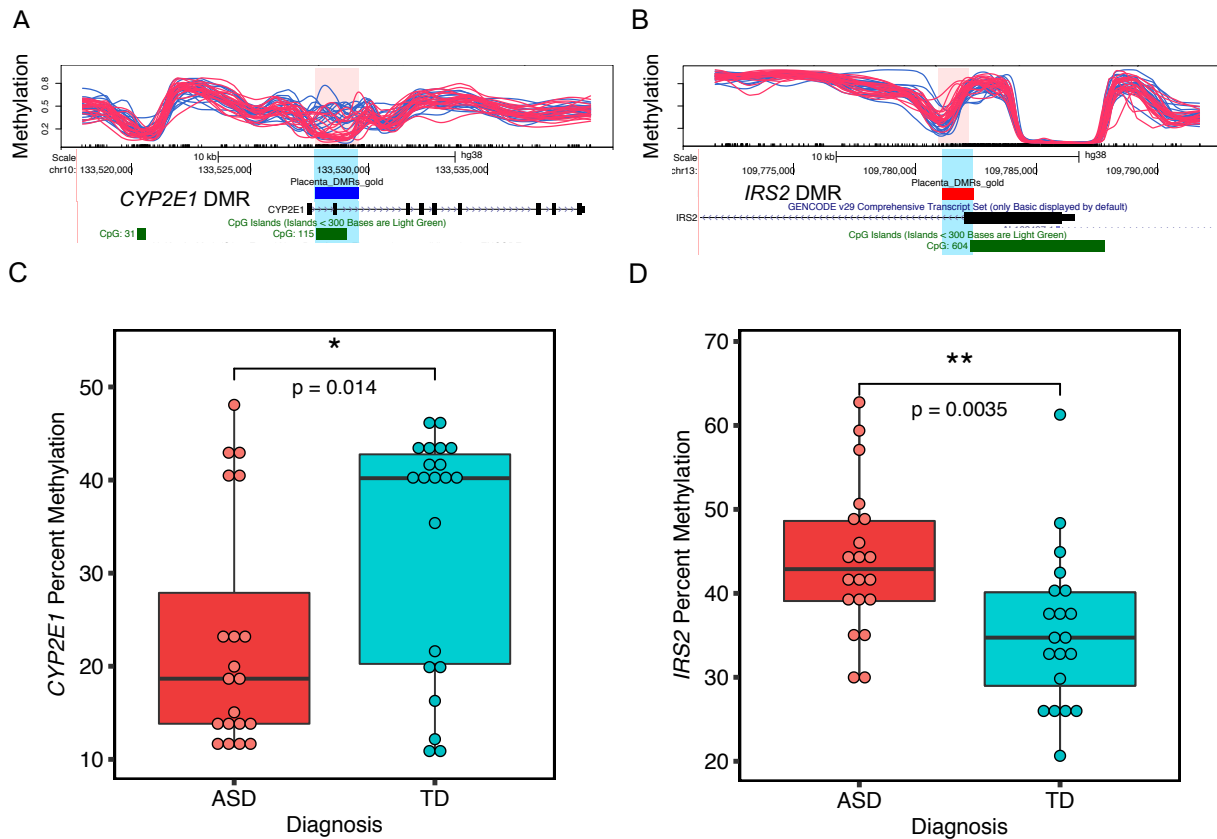 A
Methylation
0.8
0.5
0.2
Scale
10 kb
hg38
chr10:
133,520,000
133,525,000
133,530,000
133,535,000
Placenta_DMRs_gold
CYP2E1 DMR
CYP2E1
CpG Islands (Islands < 300 Bases are Light Green)
CpG: 31
CpG: 115
B
Methylation
Scale
10 kb
hg38
chr13:
109,775,000
109,780,000
109,785,000
109,790,000
Placenta_DMRs_gold
IRS2 DMR
GENCODE v29 Comprehensive Transcript Set (only Basic displayed by default)
IRS2
CpG Islands (Islands < 300 Bases are Light Green)
CpG: 604
C
*
p = 0.014
50
40
30
20
10
CYP2E1 Percent Methylation
ASD
TD
Diagnosis
D
**
p = 0.0035
70
60
50
40
30
20
IRS2 Percent Methylation
ASD
TD
Diagnosis